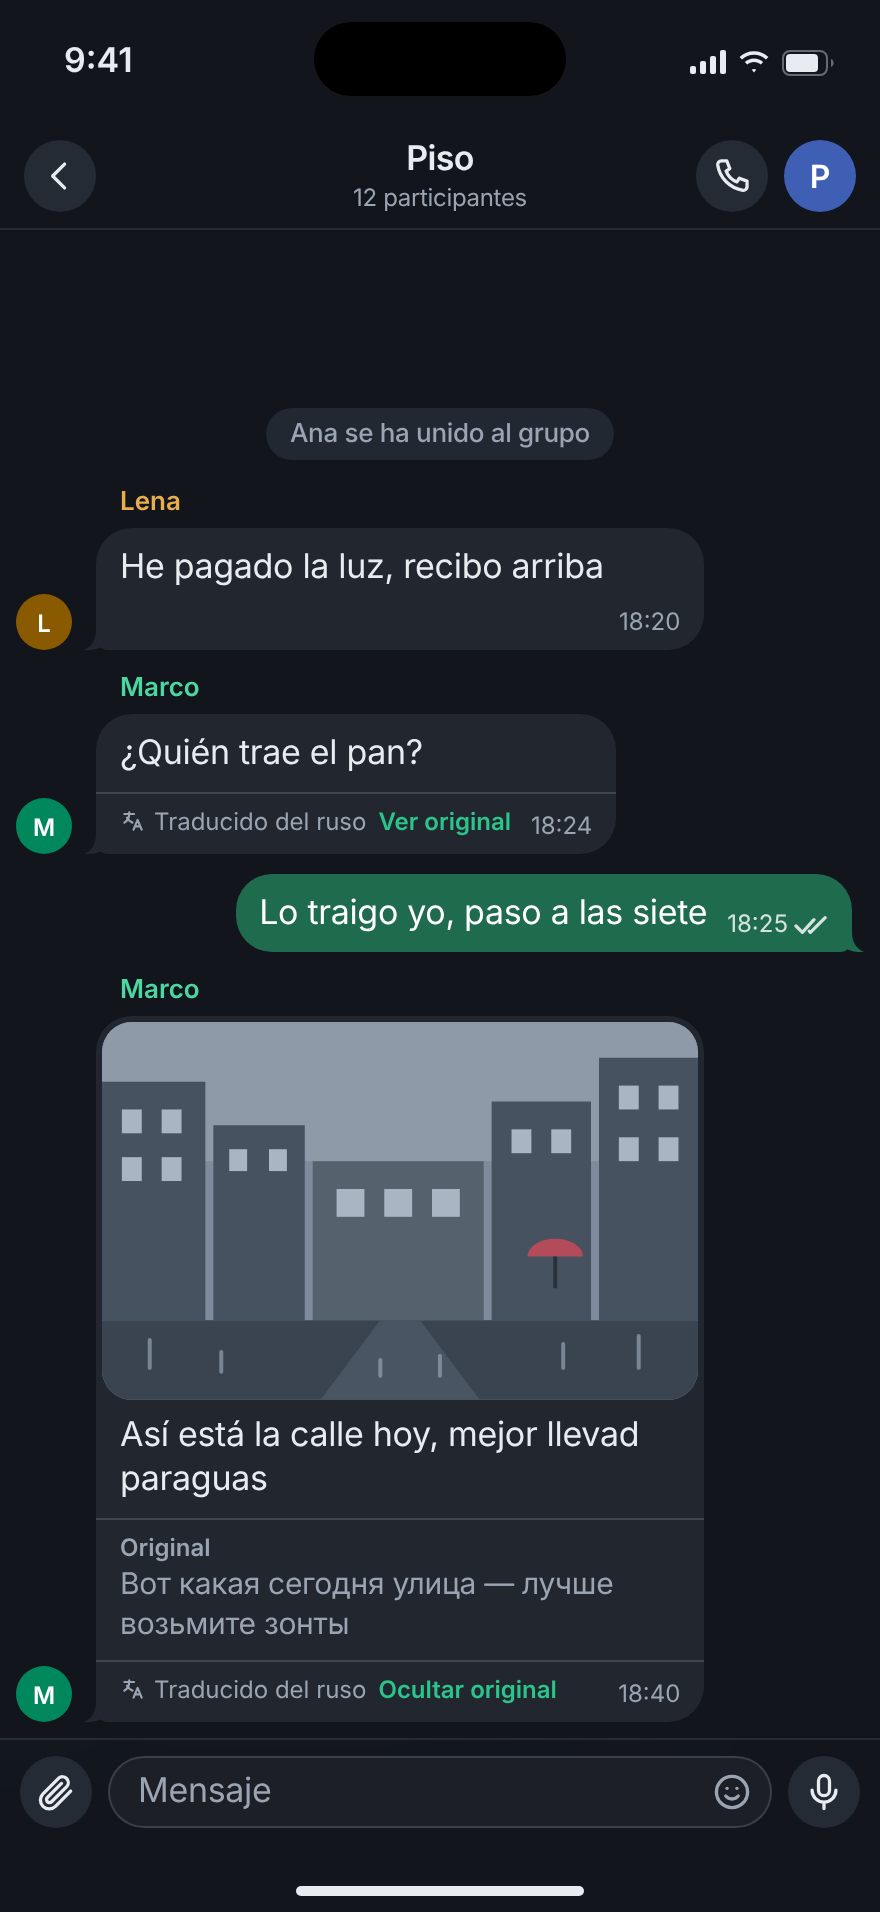 9:41
Piso
12 participantes
P
Ana se ha unido al grupo
Lena
He pagado la luz, recibo arriba
18:20
L
Marco
¿Quién trae el pan?
Traducido del ruso Ver original 18:24
M
Lo traigo yo, paso a las siete 18:25
Marco
Así está la calle hoy, mejor llevad
paraguas
Original
Вот какая сегодня улица — лучше
возьмите зонты
Traducido del ruso Ocultar original 18:40
M
Mensaje